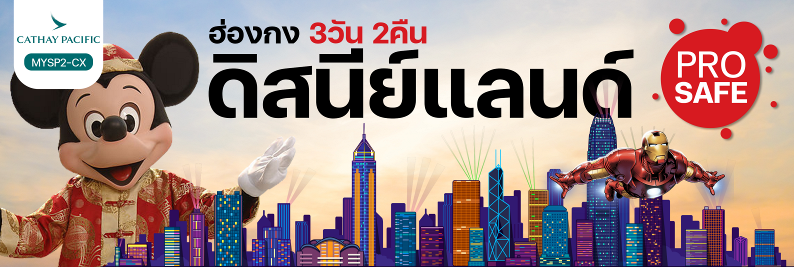 CATHAY PACIFIC
MYSP2-CX
ฮ่องกง 3วัน 2คืน
ดิสนีย์แลนด์
PRO
SAFE